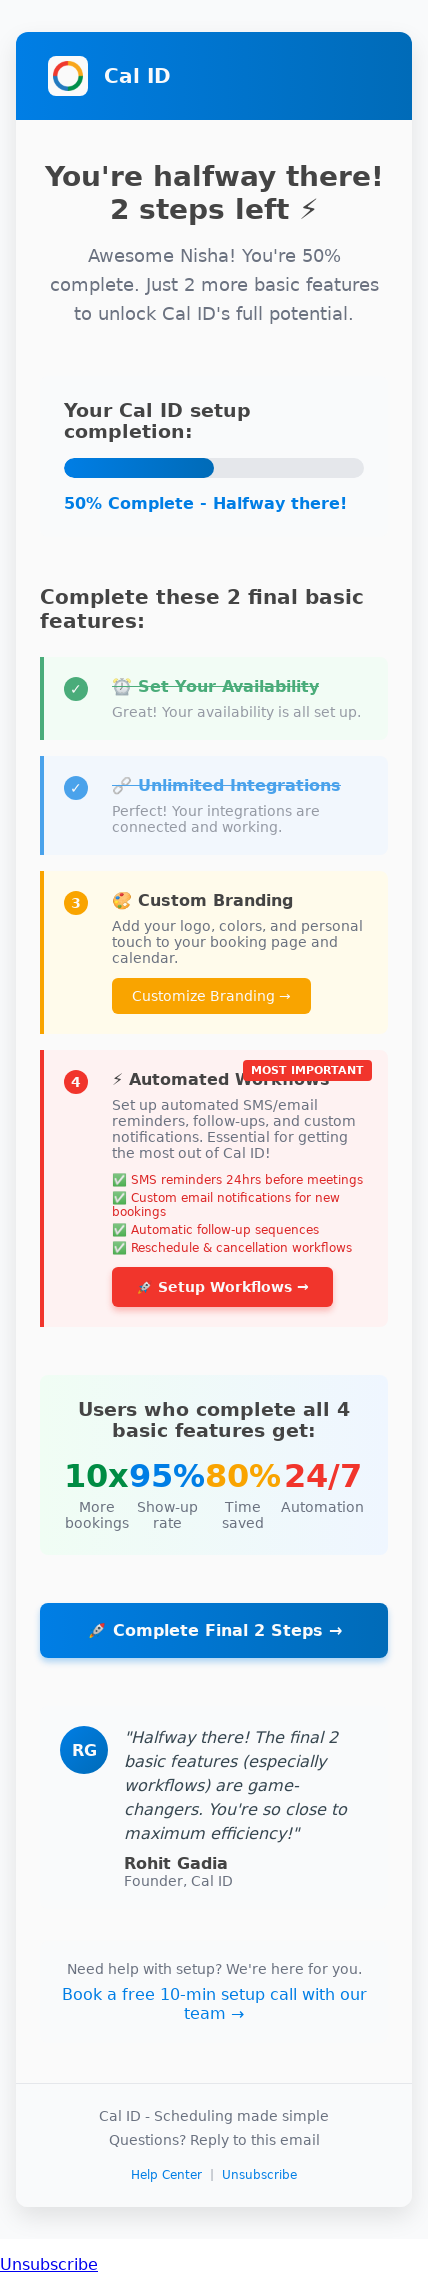 Cal ID
You're halfway there!
2 steps left ⚡
Awesome Nisha! You're 50%
complete. Just 2 more basic features
to unlock Cal ID's full potential.
Your Cal ID setup
completion:
50% Complete - Halfway there!
Complete these 2 final basic
features:
✓ ⏰ Set Your Availability
Great! Your availability is all set up.
✓ 🔗 Unlimited Integrations
Perfect! Your integrations are
connected and working.
3 🎨 Custom Branding
Add your logo, colors, and personal
touch to your booking page and
calendar.
Customize Branding →
MOST IMPORTANT
4 ⚡ Automated Workflows
Set up automated SMS/email
reminders, follow-ups, and custom
notifications. Essential for getting
the most out of Cal ID!
✅ SMS reminders 24hrs before meetings
✅ Custom email notifications for new
bookings
✅ Automatic follow-up sequences
✅ Reschedule & cancellation workflows
🚀 Setup Workflows →
Users who complete all 4
basic features get:
10x 95% 80% 24/7
More Show-up Time Automation
bookings rate saved
🚀 Complete Final 2 Steps →
RG
"Halfway there! The final 2
basic features (especially
workflows) are game-
changers. You're so close to
maximum efficiency!"
Rohit Gadia
Founder, Cal ID
Need help with setup? We're here for you.
Book a free 10-min setup call with our
team →
Cal ID - Scheduling made simple
Questions? Reply to this email
Help Center | Unsubscribe
Unsubscribe